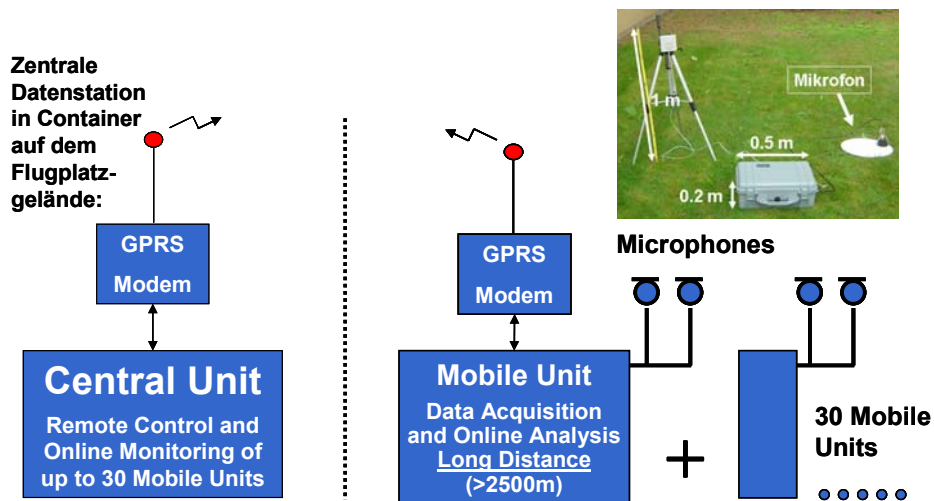 Zentrale
Datenstation
in Container
auf dem
Flugplatz-
gelände:
GPRS
Modem
Central Unit
Remote Control and
Online Monitoring of
up to 30 Mobile Units
GPRS
Modem
Mobile Unit
Data Acquisition
and Online Analysis
Long Distance
(>2500m)
Mikrofon
1 m
0.5 m
0.2 m
Microphones
+
30 Mobile
Units